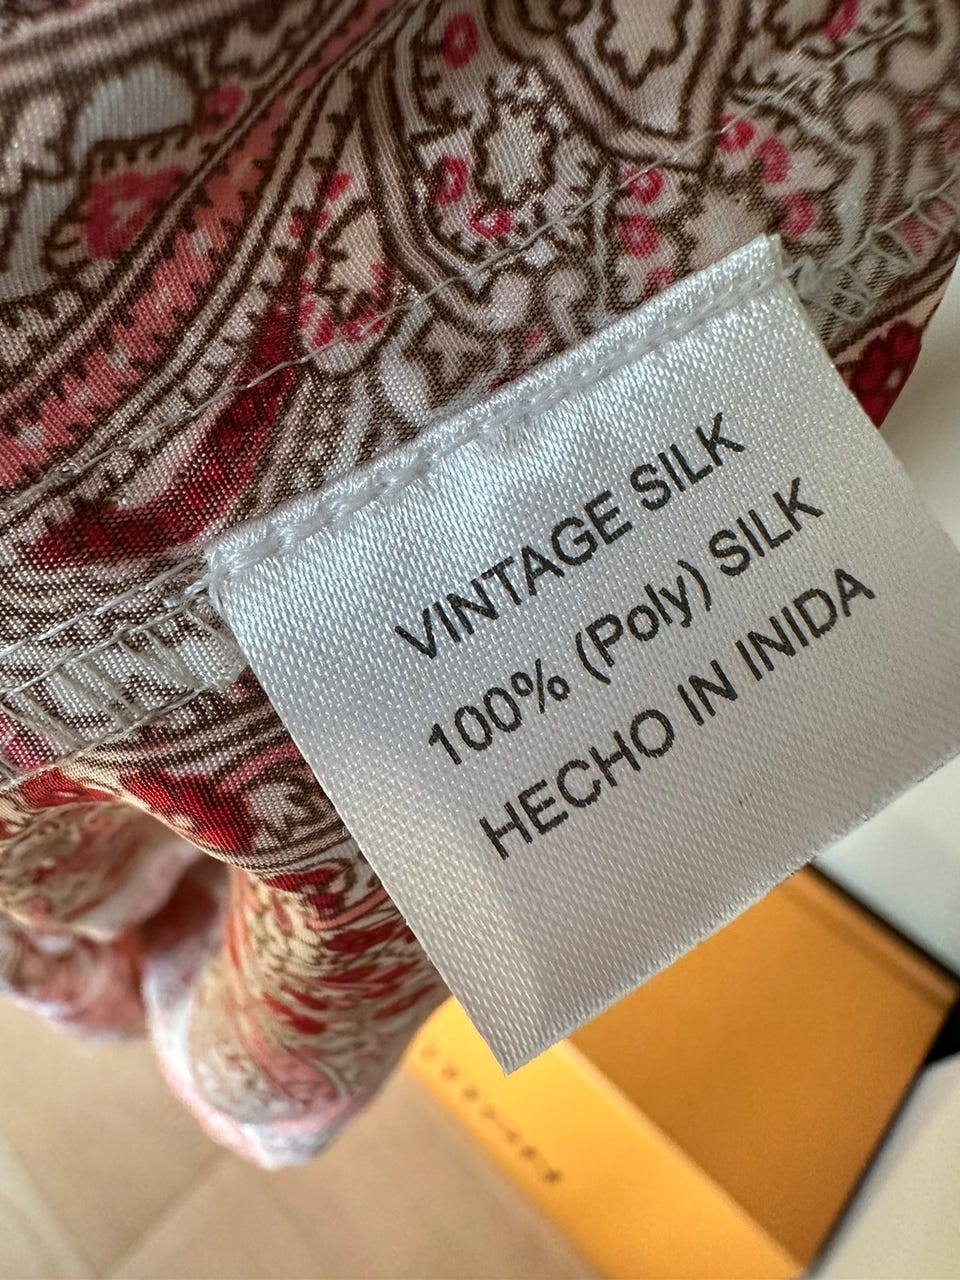 VINTAGE SILK
100% (Poly) SILK
HECHO IN INIDA